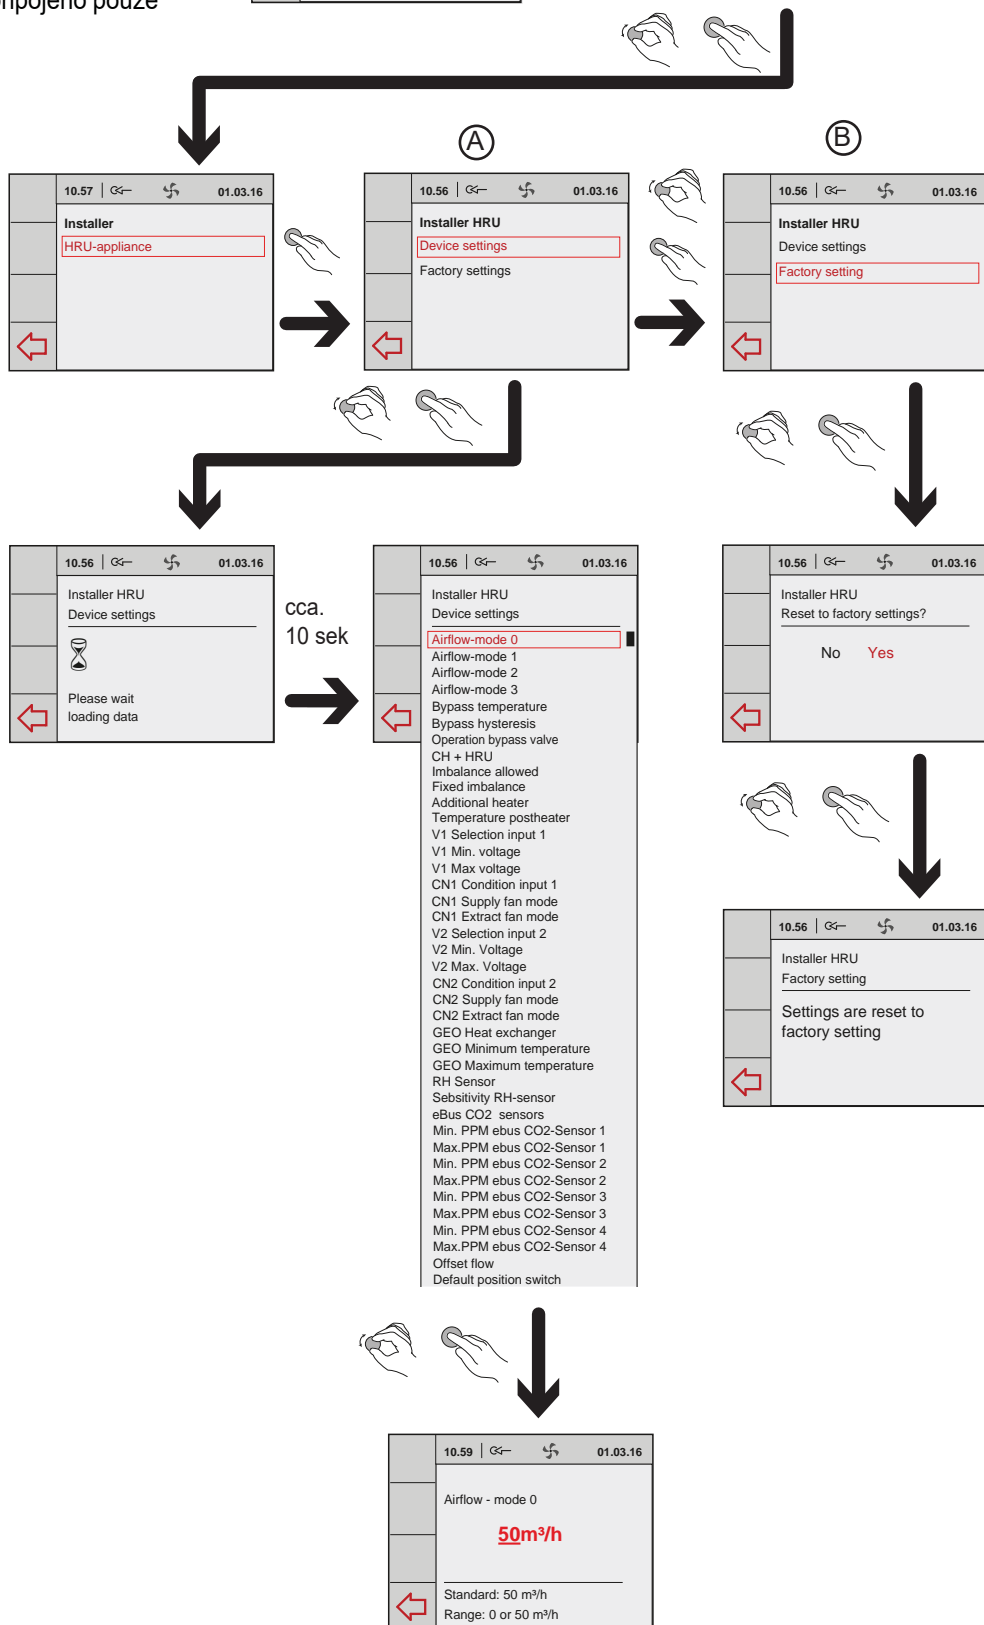 připojeno pouze
A
B
10.57 01.03.16
Installer
HRU-appliance
10.56 01.03.16
Installer HRU
Device settings
Factory settings
10.56 01.03.16
Installer HRU
Device settings
Factory setting
10.56 01.03.16
Installer HRU
Device settings
Please wait
loading data
cca.
10 sek
10.56 01.03.16
Installer HRU
Device settings
Airflow-mode 0
Airflow-mode 1
Airflow-mode 2
Airflow-mode 3
Bypass temperature
Bypass hysteresis
Operation bypass valve
CH + HRU
Imbalance allowed
Fixed imbalance
Additional heater
Temperature postheater
V1 Selection input 1
V1 Min. voltage
V1 Max voltage
CN1 Condition input 1
CN1 Supply fan mode
CN1 Extract fan mode
V2 Selection input 2
V2 Min. Voltage
V2 Max. Voltage
CN2 Condition input 2
CN2 Supply fan mode
CN2 Extract fan mode
GEO Heat exchanger
GEO Minimum temperature
GEO Maximum temperature
RH Sensor
Sebsitivity RH-sensor
eBus CO2 sensors
Min. PPM ebus CO2-Sensor 1
Max.PPM ebus CO2-Sensor 1
Min. PPM ebus CO2-Sensor 2
Max.PPM ebus CO2-Sensor 2
Min. PPM ebus CO2-Sensor 3
Max.PPM ebus CO2-Sensor 3
Min. PPM ebus CO2-Sensor 4
Max.PPM ebus CO2-Sensor 4
Offset flow
Default position switch
10.56 01.03.16
Installer HRU
Reset to factory settings?
No Yes
10.56 01.03.16
Installer HRU
Factory setting
Settings are reset to
factory setting
10.59 01.03.16
Airflow - mode 0
50m³/h
Standard: 50 m³/h
Range: 0 or 50 m³/h